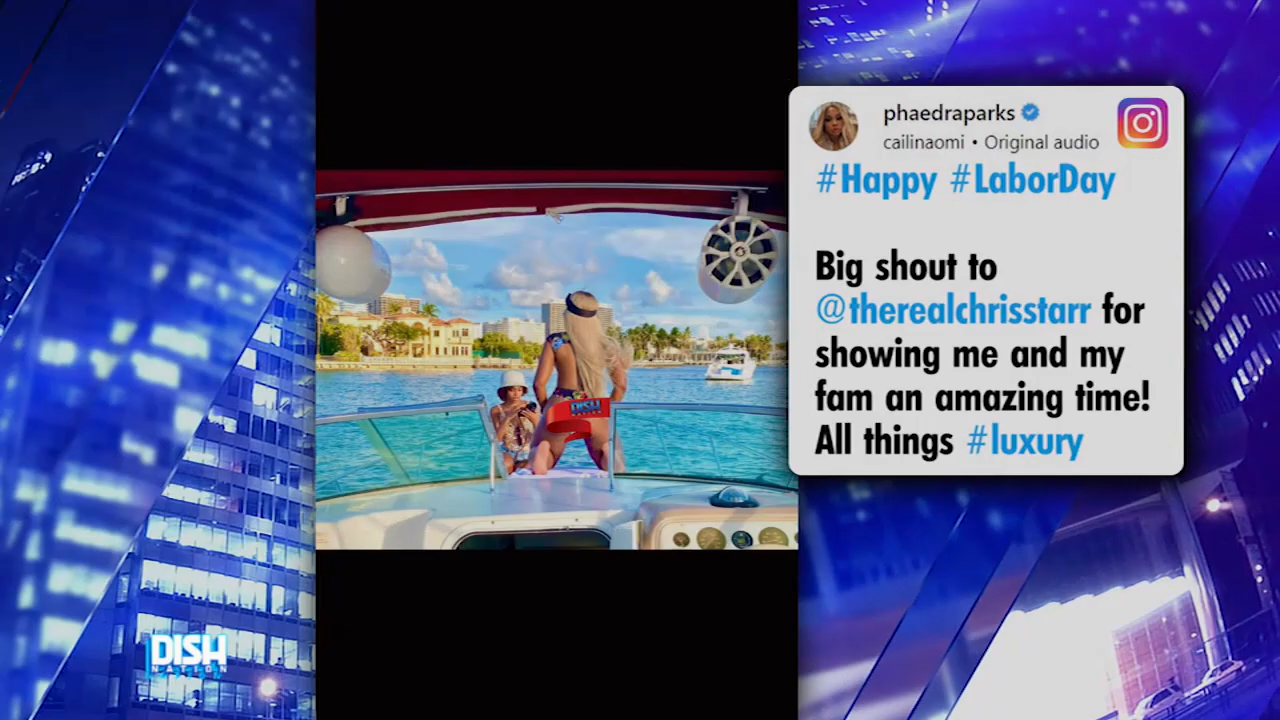 phaedraparks
cailinaomi • Original audio
#Happy #LaborDay
Big shout to
@therealchrisstarr for
showing me and my
fam an amazing time!
All things #luxury
DISH
DISH
NATION